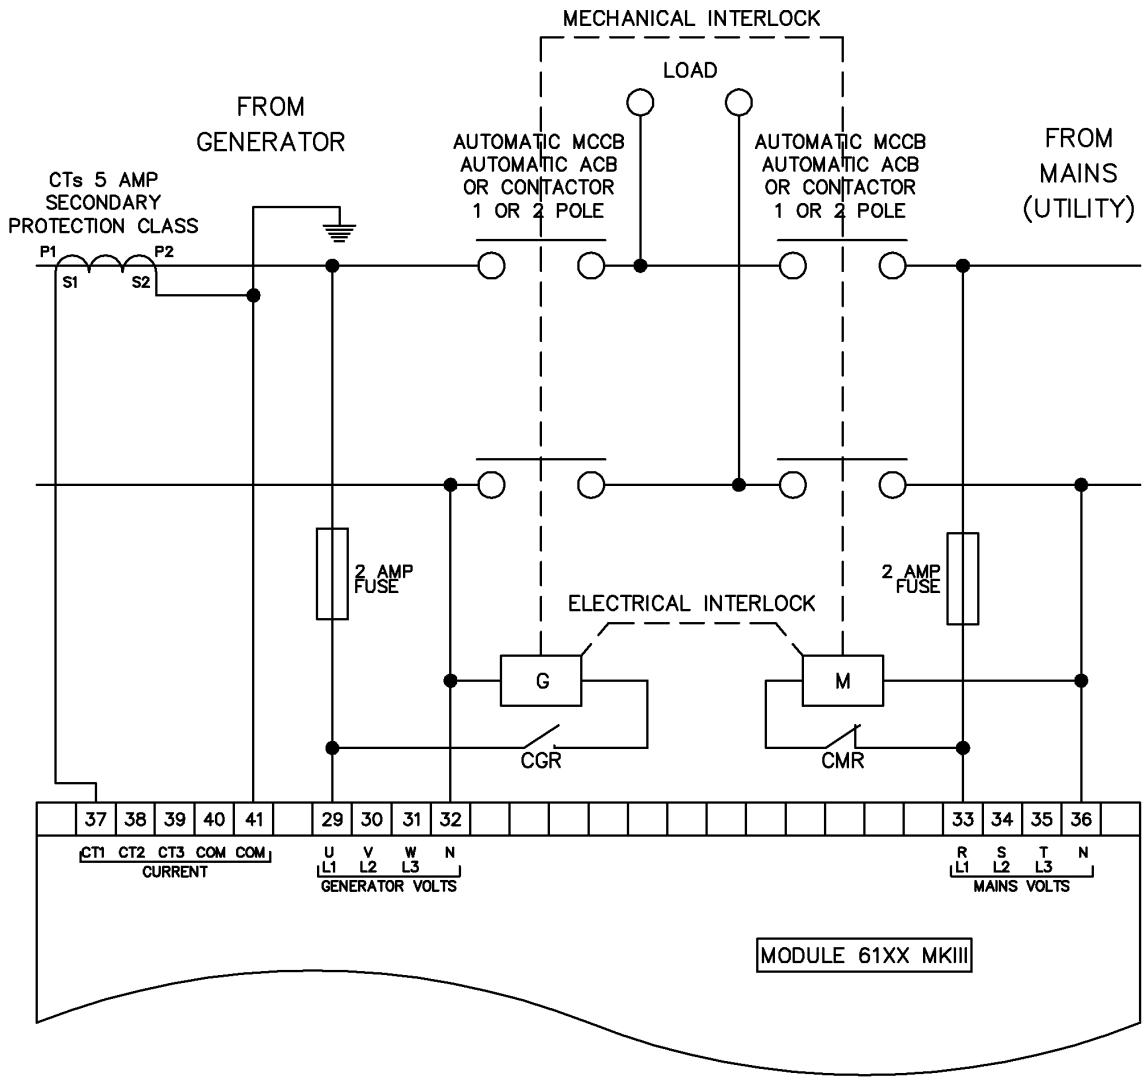 MECHANICAL INTERLOCK
LOAD
FROM
GENERATOR
AUTOMATIC MCCB
AUTOMATIC ACB
OR CONTACTOR
1 OR 2 POLE
AUTOMATIC MCCB
AUTOMATIC ACB
OR CONTACTOR
1 OR 2 POLE
FROM
MAINS
(UTILITY)
CTs 5 AMP
SECONDARY
PROTECTION CLASS
P1
P2
S1
S2
2 AMP
FUSE
2 AMP
FUSE
ELECTRICAL INTERLOCK
G
M
CGR
CMR
37 38 39 40 41 29 30 31 32 33 34 35 36
CT1 CT2 CT3 COM COM
CURRENT
U V W N
L1 L2 L3
GENERATOR VOLTS
R S T N
L1 L2 L3
MAINS VOLTS
MODULE 61XX MKIII